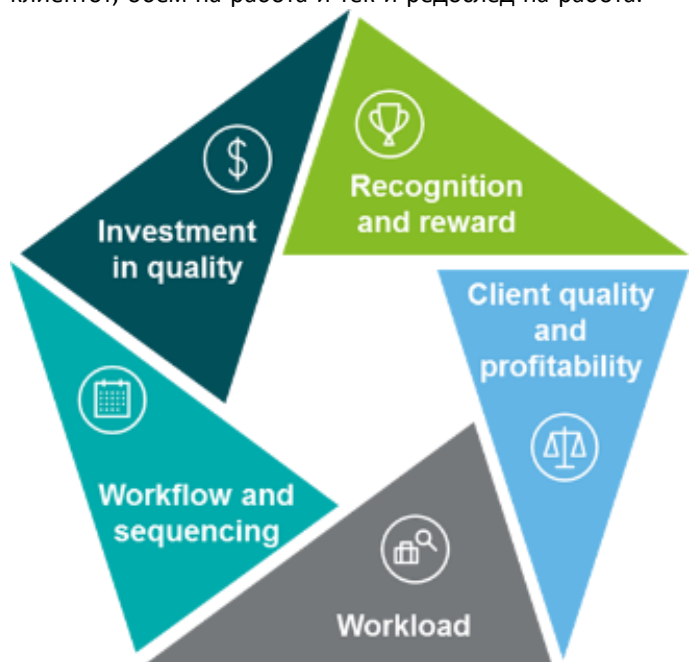 Investment
in quality
Recognition
and reward
Client quality
and
profitability
Workflow and
sequencing
Workload